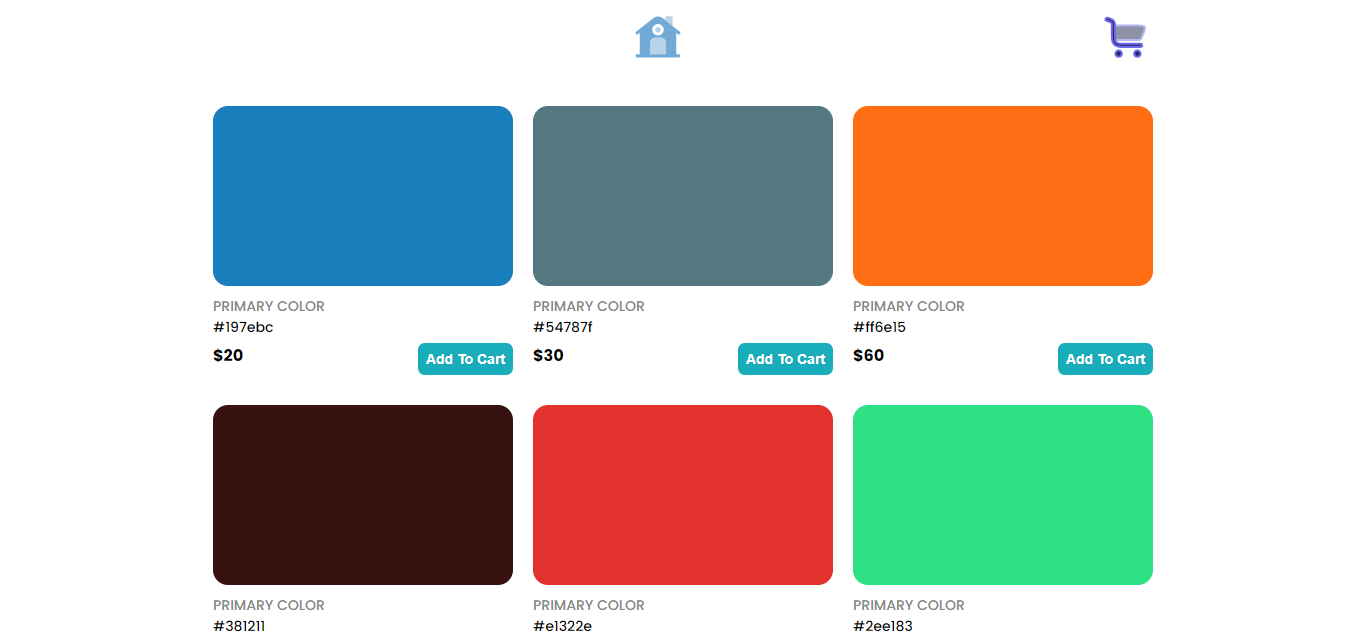 PRIMARY COLOR PRIMARY COLOR PRIMARY COLOR
#197ebc #54787f #ff6e15
$20 Add To Cart $30 Add To Cart $60 Add To Cart
PRIMARY COLOR PRIMARY COLOR PRIMARY COLOR
#381211 #e1322e #2ee183